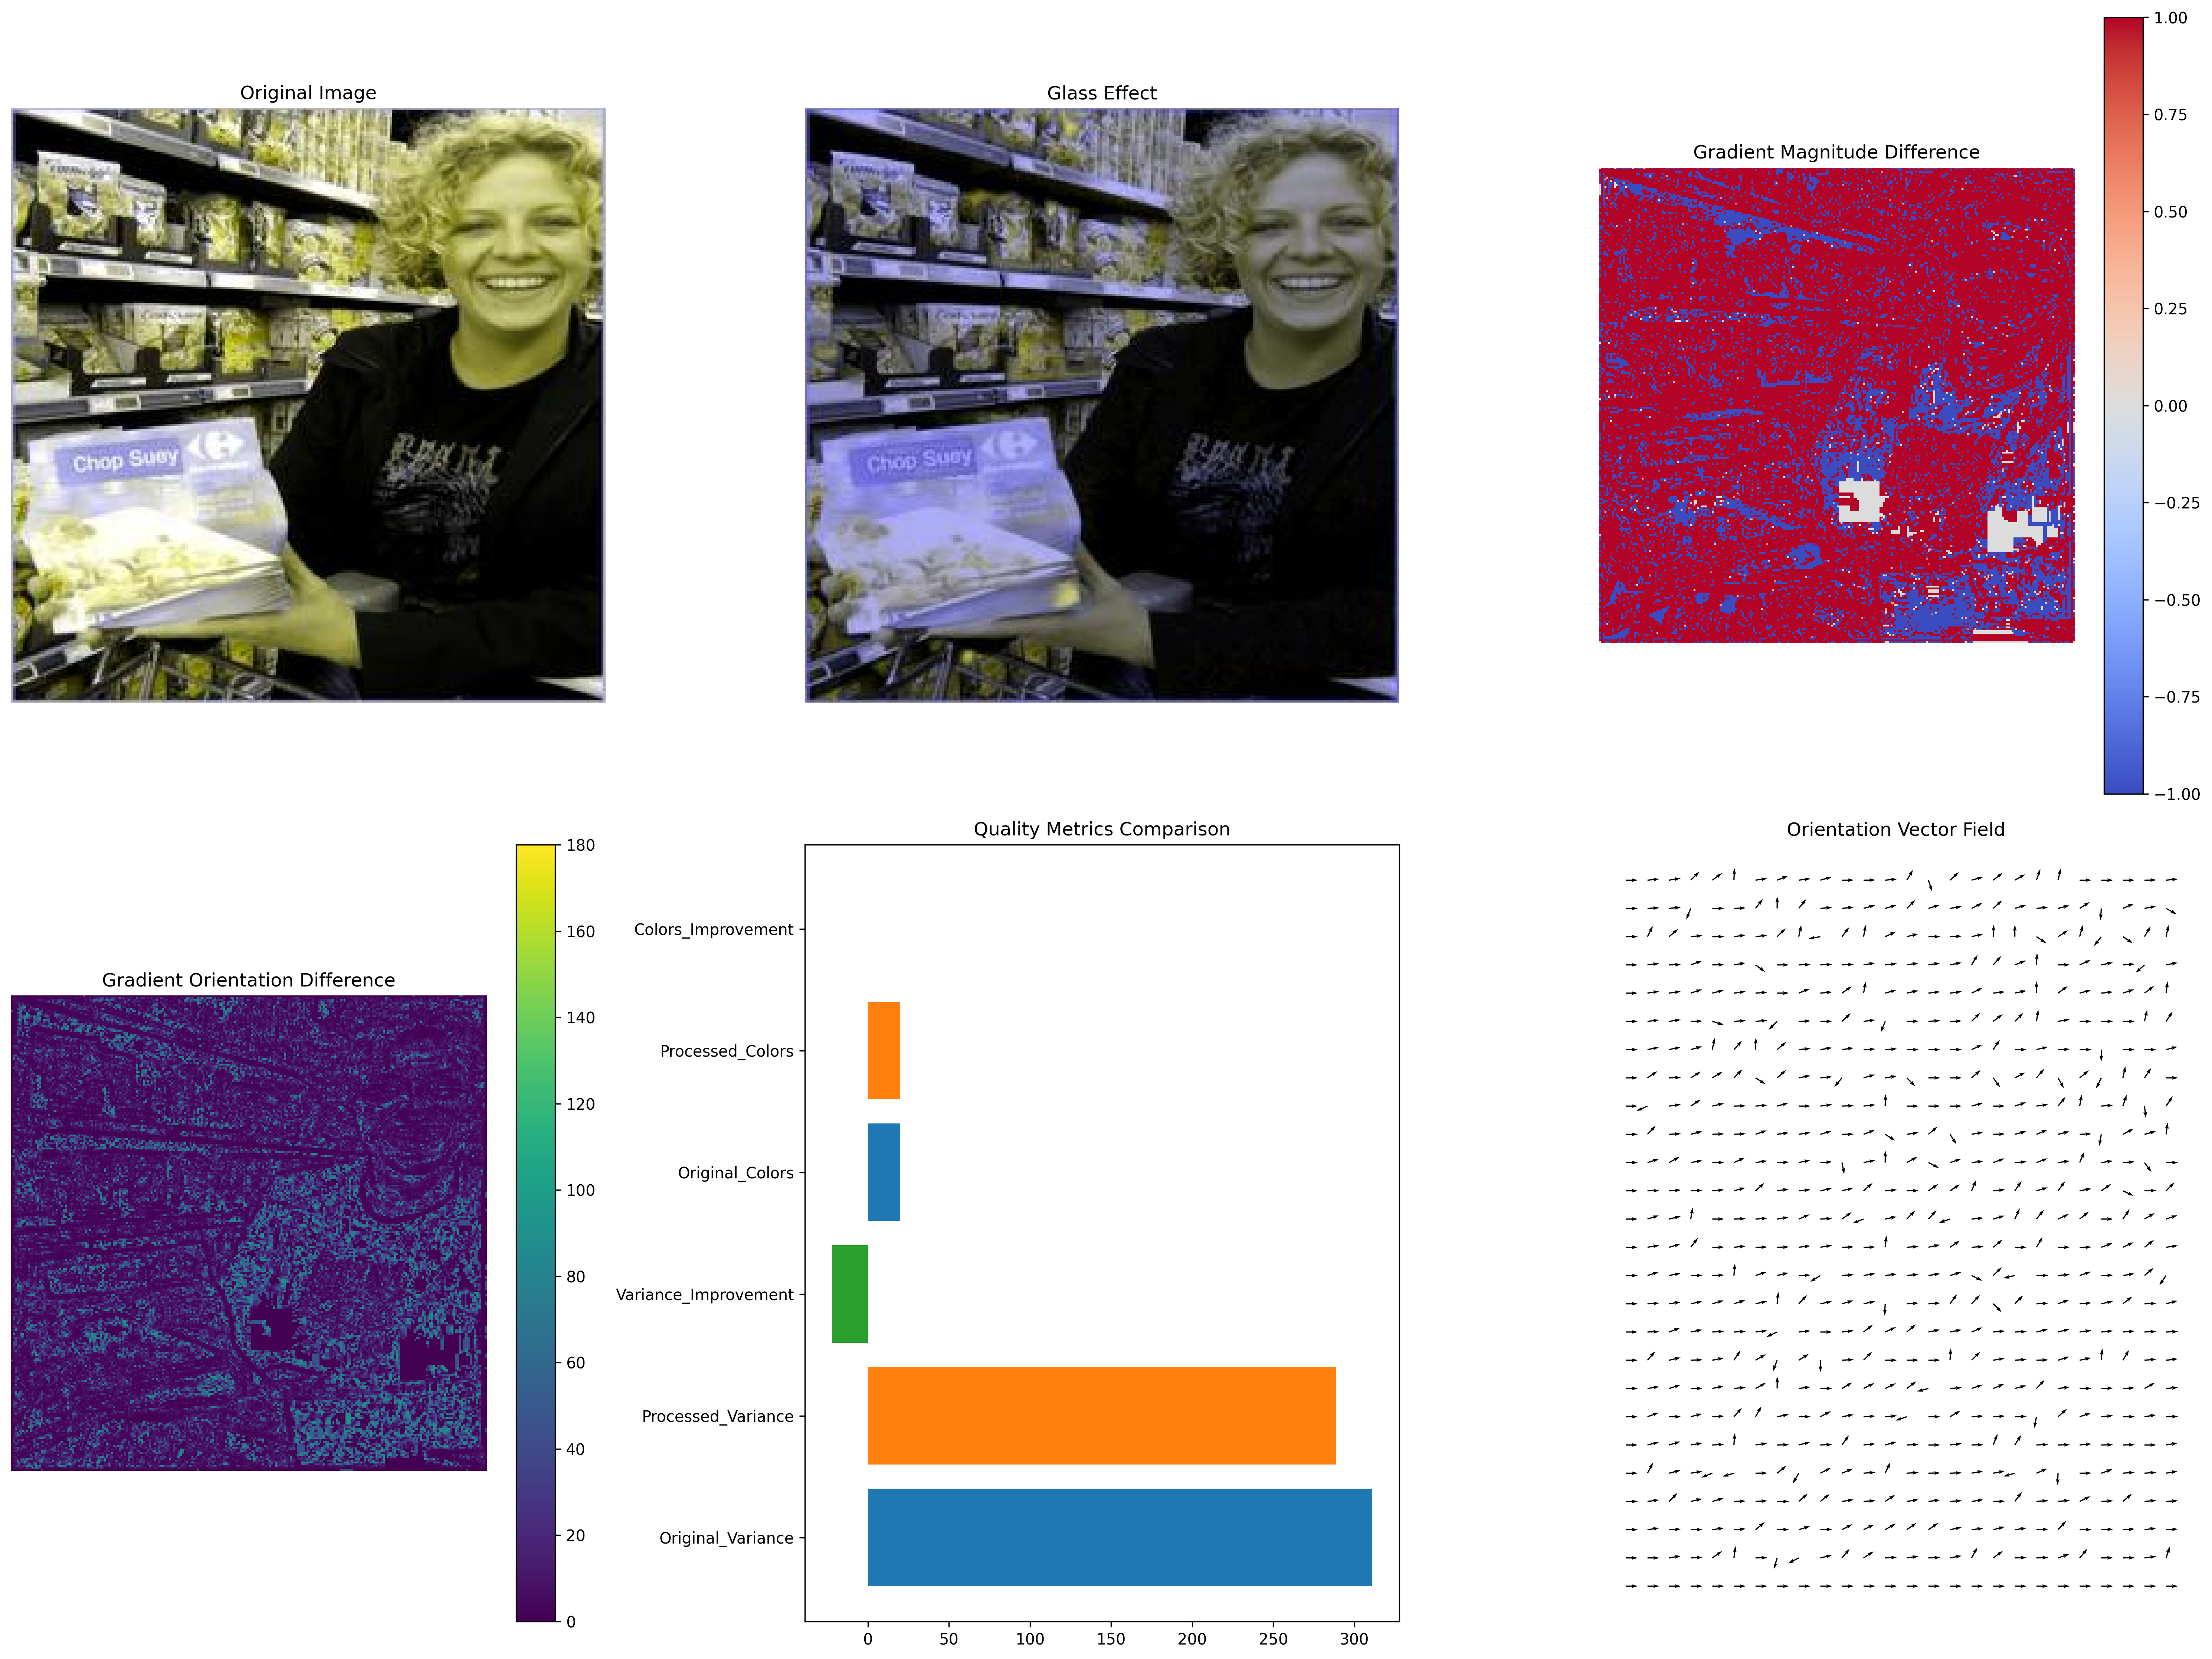 Original Image
Glass Effect
Gradient Magnitude Difference
1.00
0.75
0.50
0.25
0.00
−0.25
−0.50
−0.75
−1.00
Chop Suey
Chop Suey
Gradient Orientation Difference
180
160
140
120
100
80
60
40
20
0
Quality Metrics Comparison
Colors_Improvement
Processed_Colors
Original_Colors
Variance_Improvement
Processed_Variance
Original_Variance
0 50 100 150 200 250 300
Orientation Vector Field